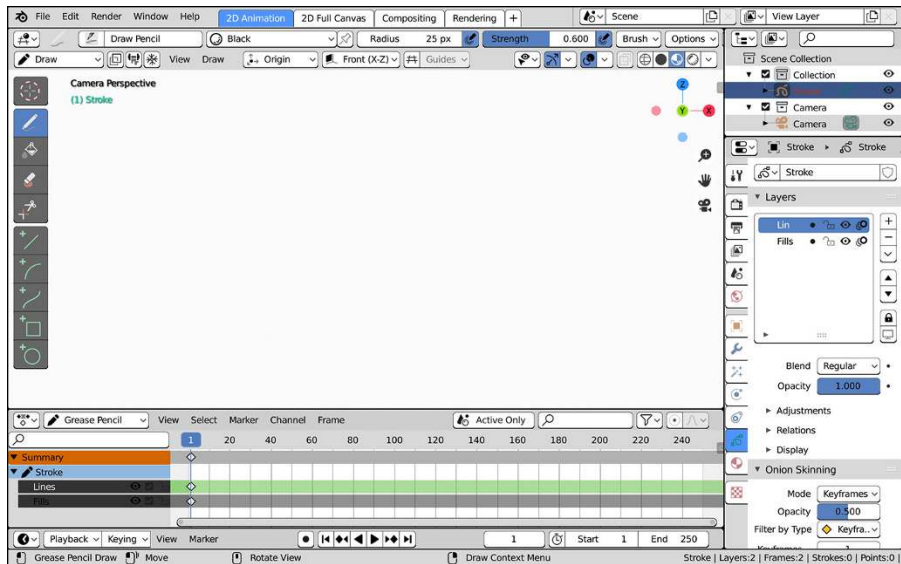 File Edit Render Window Help 2D Animation 2D Full Canvas Compositing Rendering + Scene View Layer
Draw Pencil Black Radius 25 px Strength 0.600 Brush Options
Draw View Draw Origin Front (X-Z) Guides
Camera Perspective
(1) Stroke
Z
Y X
Scene Collection
Collection
Camera
Camera
Stroke Stroke
Stroke
Layers
Lin
Fills
Blend Regular
Opacity 1.000
Adjustments
Relations
Display
Onion Skinning
Mode Keyframes
Opacity 0.500
Filter by Type Keyfra..
Grease Pencil View Select Marker Channel Frame Active Only
1 20 40 60 80 100 120 140 160 180 200 220 240
Summary
Stroke
Lines
Fills
Playback Keying View Marker 1 Start 1 End 250
Grease Pencil Draw Move Rotate View Draw Context Menu Stroke | Layers:2 | Frames:2 | Strokes:0 | Points:0 |